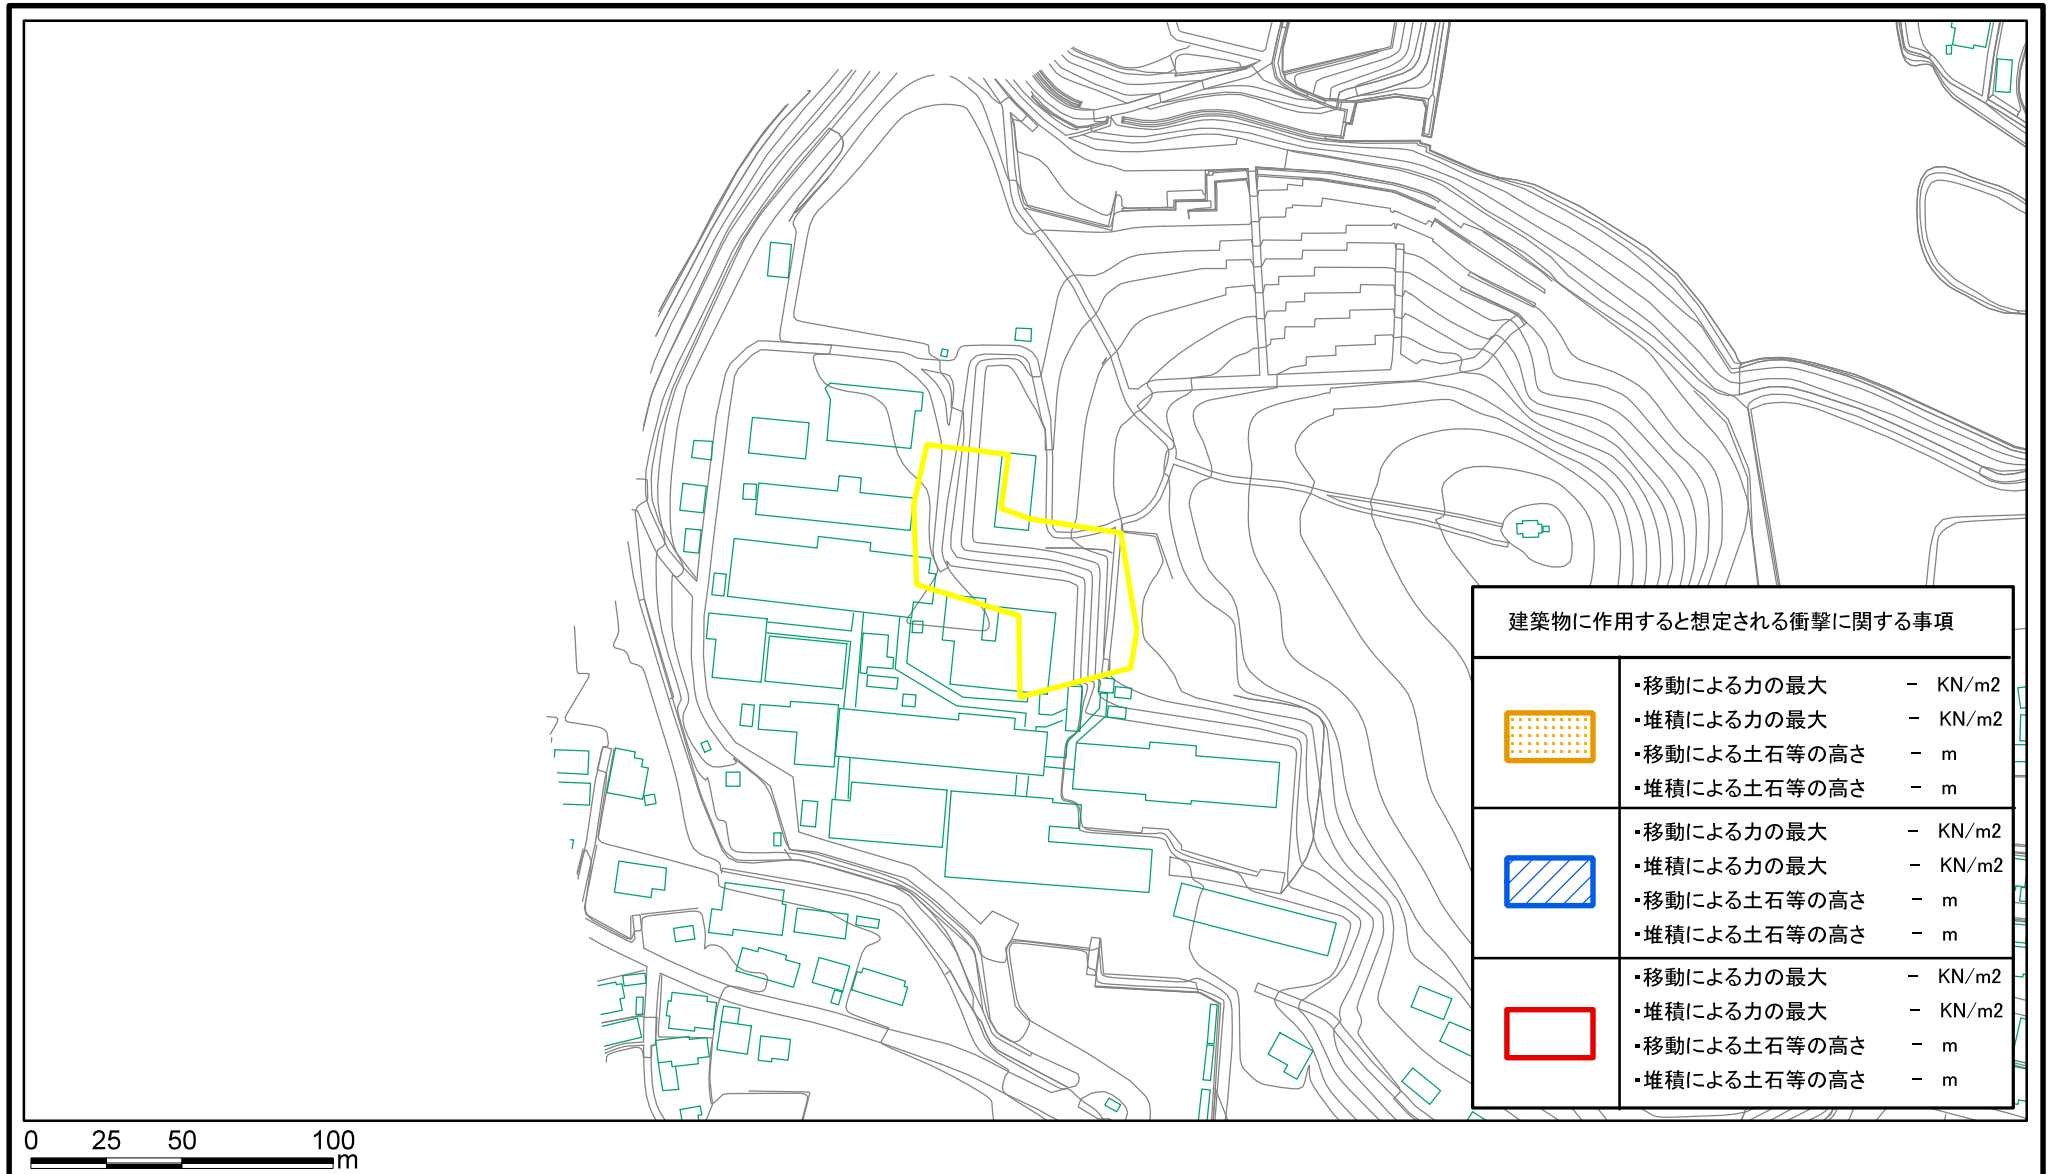 建築物に作用すると想定される衝撃に関する事項
・移動による力の最大 - KN/m2
・堆積による力の最大 - KN/m2
・移動による土石等の高さ - m
・堆積による土石等の高さ - m
・移動による力の最大 - KN/m2
・堆積による力の最大 - KN/m2
・移動による土石等の高さ - m
・堆積による土石等の高さ - m
・移動による力の最大 - KN/m2
・堆積による力の最大 - KN/m2
・移動による土石等の高さ - m
・堆積による土石等の高さ - m
0 25 50 100
m